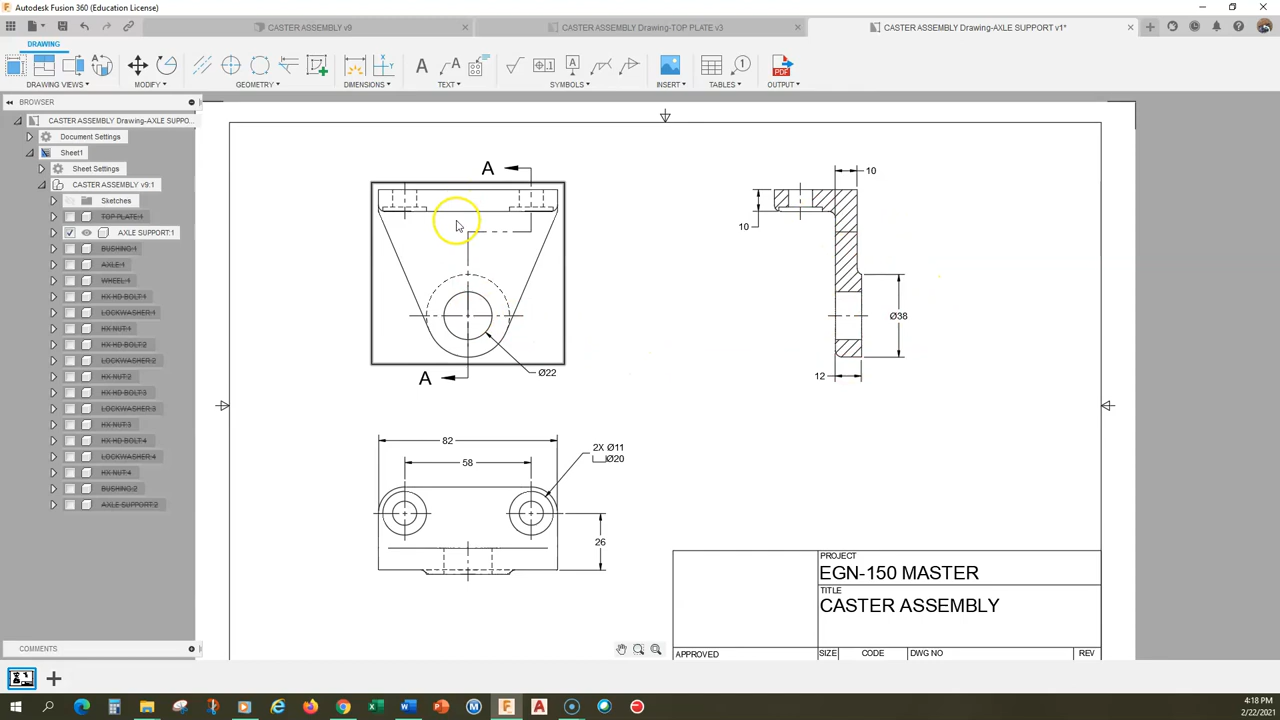 Autodesk Fusion 360 (Education License)
CASTER ASSEMBLY v9
CASTER ASSEMBLY Drawing-TOP PLATE v3
CASTER ASSEMBLY Drawing-AXLE SUPPORT v1*
DRAWING
DRAWING VIEWS
MODIFY
GEOMETRY
DIMENSIONS
TEXT
SYMBOLS
INSERT
TABLES
OUTPUT
PDF
BROWSER
CASTER ASSEMBLY Drawing-AXLE SUPPO...
Document Settings
Sheet1
Sheet Settings
CASTER ASSEMBLY v9:1
Sketches
TOP PLATE:1
AXLE SUPPORT:1
BUSHING:1
AXLE:1
WHEEL:1
HX HD BOLT:1
LOCKWASHER:1
HX NUT:1
HX HD BOLT:2
LOCKWASHER:2
HX NUT:2
HX HD BOLT:3
LOCKWASHER:3
HX NUT:3
HX HD BOLT:4
LOCKWASHER:4
HX NUT:4
BUSHING:2
AXLE SUPPORT:2
A
A
Ø22
10
10
Ø38
12
82
58
2X Ø11
⌴Ø20
26
PROJECT
EGN-150 MASTER
TITLE
CASTER ASSEMBLY
APPROVED
SIZE
CODE
DWG NO
REV
COMMENTS
4:18 PM
2/22/2021